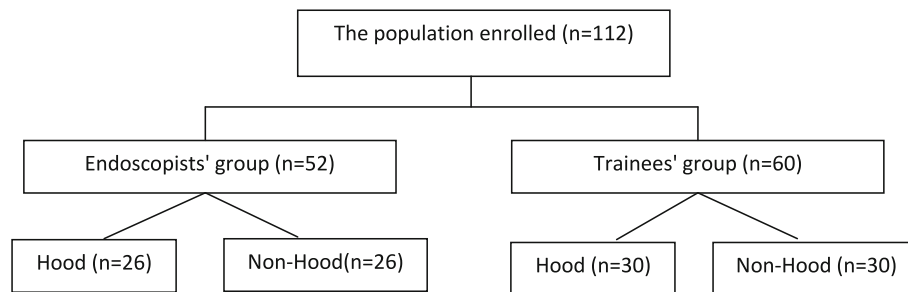 The population enrolled (n=112)
Endoscopists' group (n=52)
Trainees' group (n=60)
Hood (n=26)
Non-Hood(n=26)
Hood (n=30)
Non-Hood (n=30)